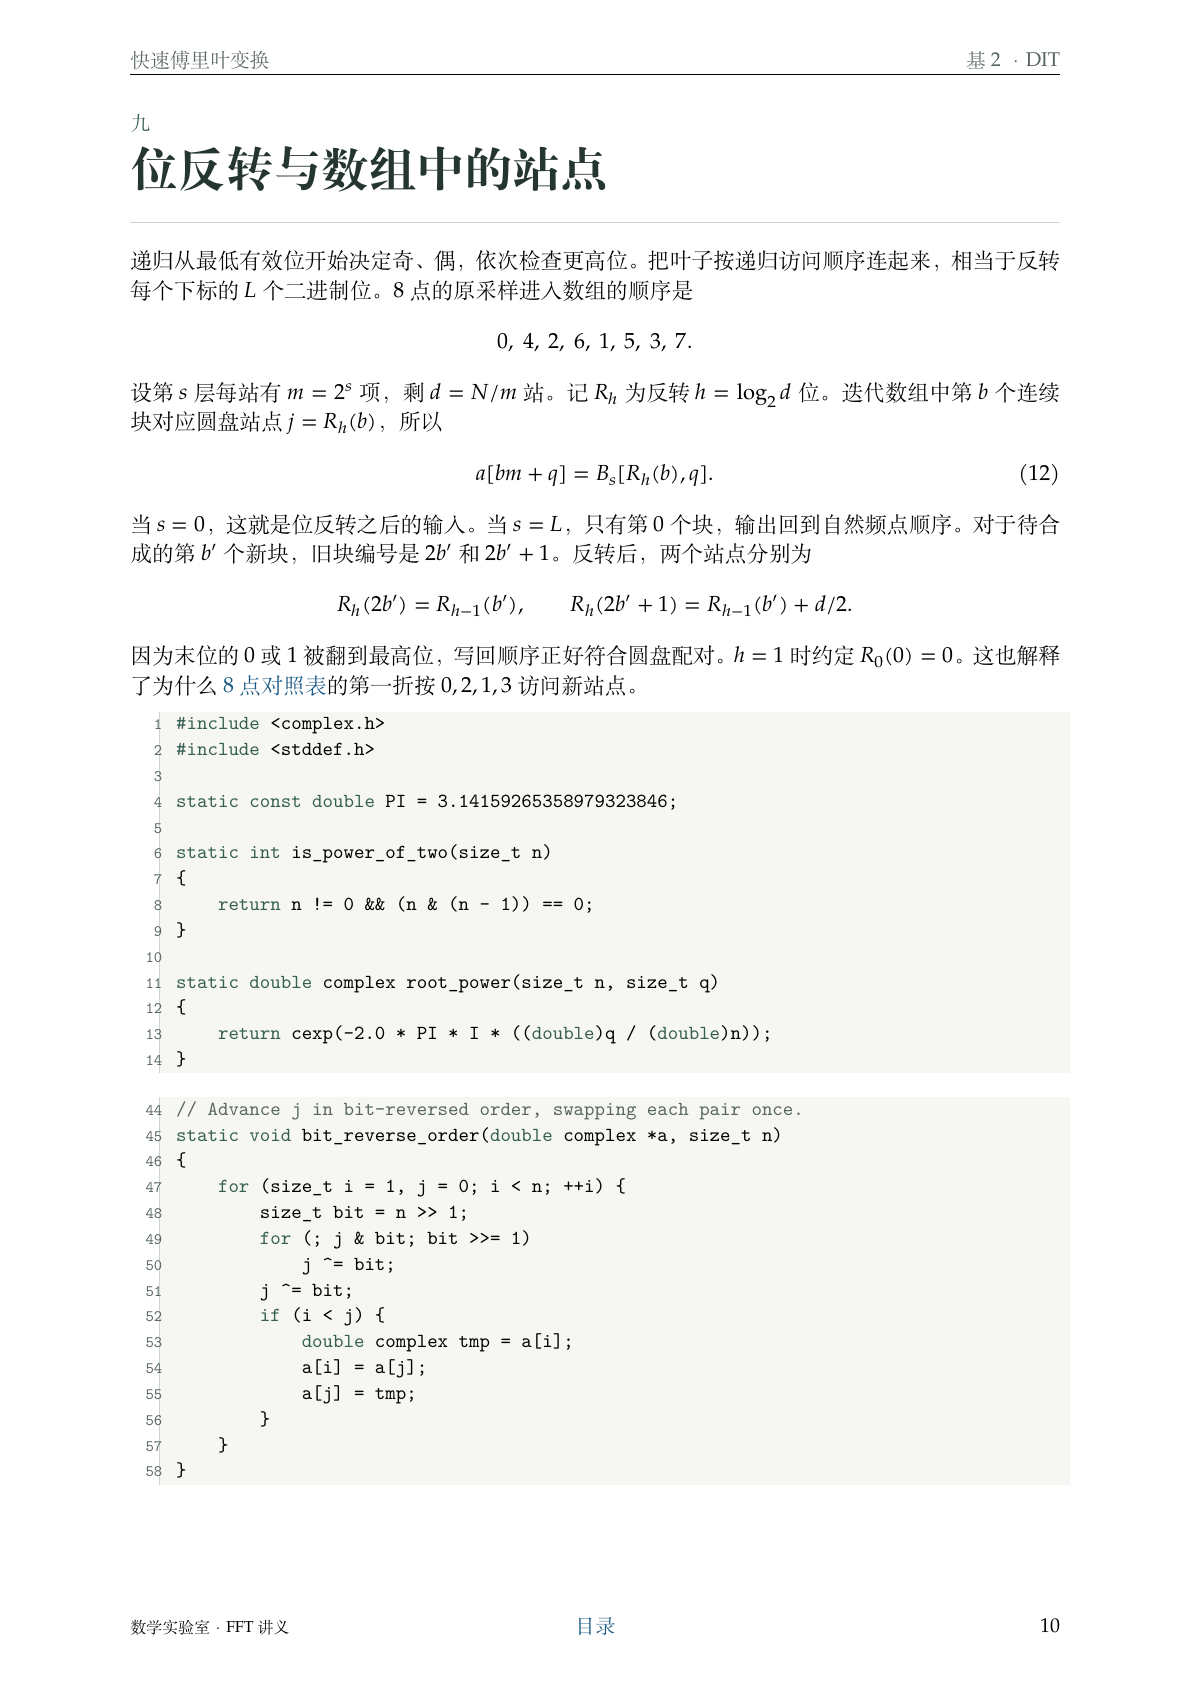 快速傅里叶变换 基 2 · DIT
九
位反转与数组中的站点
递归从最低有效位开始决定奇、偶，依次检查更高位。把叶子按递归访问顺序连起来，相当于反转
每个下标的 L 个二进制位。8 点的原采样进入数组的顺序是
0, 4, 2, 6, 1, 5, 3, 7.
设第 s 层每站有 m = 2^s 项，剩 d = N/m 站。记 R_h 为反转 h = log_2 d 位。迭代数组中第 b 个连续
块对应圆盘站点 j = R_h(b)，所以
a[bm + q] = B_s[R_h(b), q]. (12)
当 s = 0，这就是位反转之后的输入。当 s = L，只有第 0 个块，输出回到自然频点顺序。对于待合
成的第 b′ 个新块，旧块编号是 2b′ 和 2b′ + 1。反转后，两个站点分别为
R_h(2b′) = R_{h−1}(b′), R_h(2b′ + 1) = R_{h−1}(b′) + d/2.
因为末位的 0 或 1 被翻到最高位，写回顺序正好符合圆盘配对。h = 1 时约定 R_0(0) = 0。这也解释
了为什么 8 点对照表的第一折按 0, 2, 1, 3 访问新站点。
1 #include <complex.h>
2 #include <stddef.h>
3
4 static const double PI = 3.14159265358979323846;
5
6 static int is_power_of_two(size_t n)
7 {
8     return n != 0 && (n & (n - 1)) == 0;
9 }
10
11 static double complex root_power(size_t n, size_t q)
12 {
13     return cexp(-2.0 * PI * I * ((double)q / (double)n));
14 }
44 // Advance j in bit-reversed order, swapping each pair once.
45 static void bit_reverse_order(double complex *a, size_t n)
46 {
47     for (size_t i = 1, j = 0; i < n; ++i) {
48         size_t bit = n >> 1;
49         for (; j & bit; bit >>= 1)
50             j ^= bit;
51         j ^= bit;
52         if (i < j) {
53             double complex tmp = a[i];
54             a[i] = a[j];
55             a[j] = tmp;
56         }
57     }
58 }
数学实验室 · FFT 讲义 目录 10